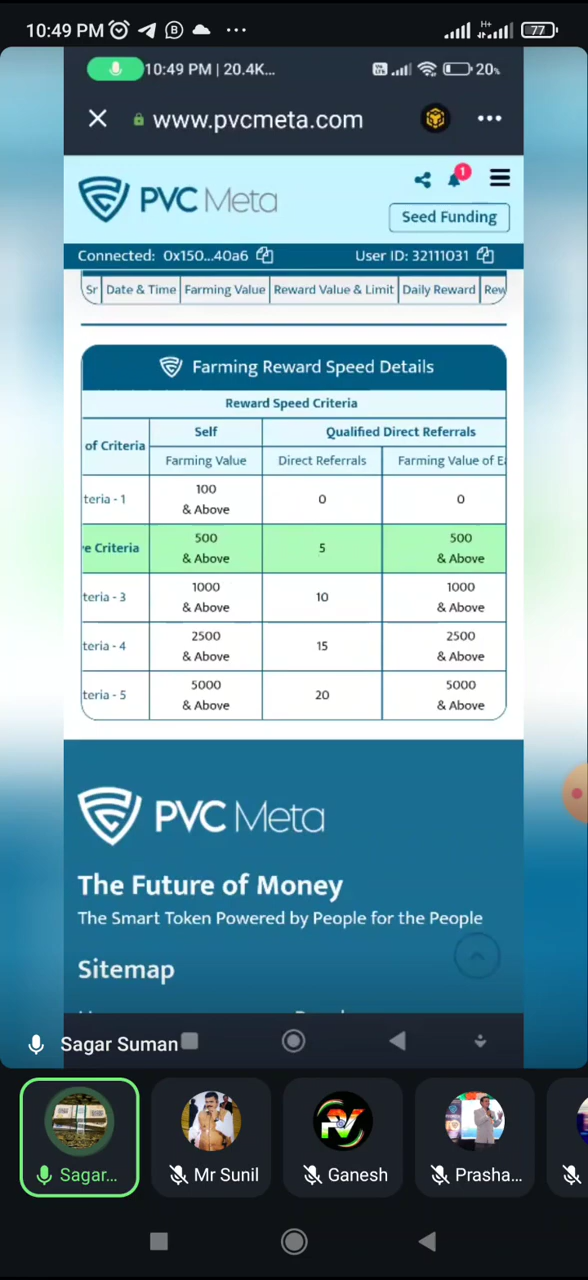 10:49 PM
H+
77
10:49 PM | 20.4K...
20%
www.pvcmeta.com
PVC Meta
1
Seed Funding
Connected: 0x150...40a6
User ID: 32111031
Sr Date & Time Farming Value Reward Value & Limit Daily Reward Rew
Farming Reward Speed Details
Reward Speed Criteria
of Criteria Self Qualified Direct Referrals
Farming Value Direct Referrals Farming Value of Ea
teria - 1 100 & Above 0 0
e Criteria 500 & Above 5 500 & Above
teria - 3 1000 & Above 10 1000 & Above
teria - 4 2500 & Above 15 2500 & Above
teria - 5 5000 & Above 20 5000 & Above
PVC Meta
The Future of Money
The Smart Token Powered by People for the People
Sitemap
Sagar Suman
Sagar... Mr Sunil Ganesh Prasha...